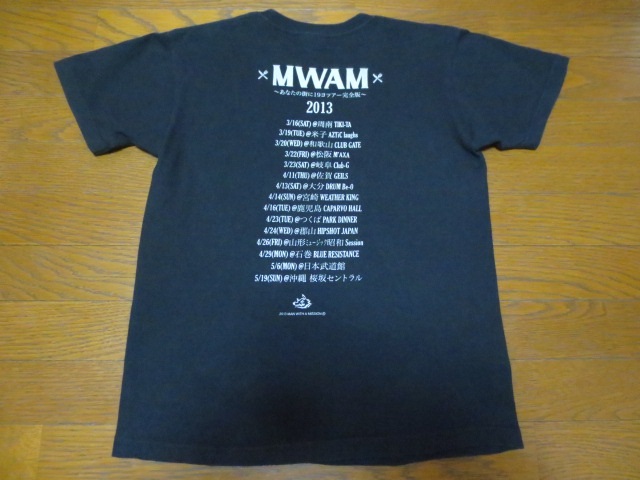 MWAM
〜あなたの街に193ツアー完全版〜
2013
3/16(SAT) @周南 TIKI-TA
3/19(TUE) @米子 AZTiC laughs
3/20(WED) @和歌山 CLUB GATE
3/22(FRI) @松阪 M'AXA
3/23(SAT) @岐阜 Club-G
4/11(THU) @佐賀 GEILS
4/13(SAT) @大分 DRUM Be-0
4/14(SUN) @宮崎 WEATHER KING
4/16(TUE) @鹿児島 CAPARVO HALL
4/23(TUE) @つくば PARK DINNER
4/24(WED) @郡山 HIPSHOT JAPAN
4/26(FRI) @山形ミュージック昭和 Session
4/29(MON) @石巻 BLUE RESISTANCE
5/6(MON) @日本武道館
5/19(SUN) @沖縄 桜坂セントラル